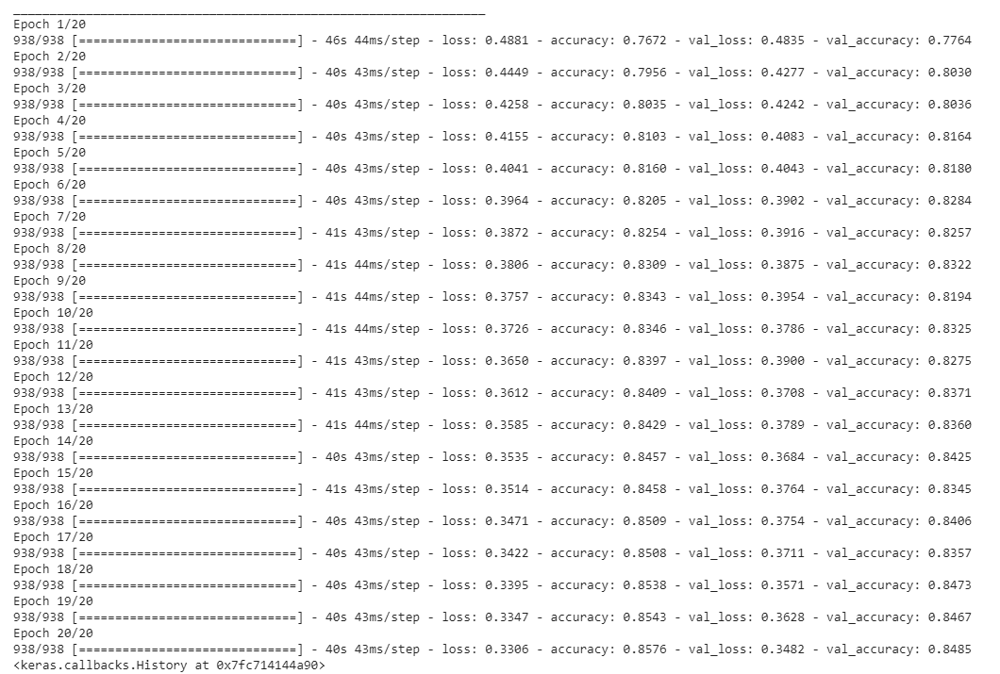 _________________________________________________________________
Epoch 1/20
938/938 [==============================] - 46s 44ms/step - loss: 0.4881 - accuracy: 0.7672 - val_loss: 0.4835 - val_accuracy: 0.7764
Epoch 2/20
938/938 [==============================] - 40s 43ms/step - loss: 0.4449 - accuracy: 0.7956 - val_loss: 0.4277 - val_accuracy: 0.8030
Epoch 3/20
938/938 [==============================] - 40s 43ms/step - loss: 0.4258 - accuracy: 0.8035 - val_loss: 0.4242 - val_accuracy: 0.8036
Epoch 4/20
938/938 [==============================] - 40s 43ms/step - loss: 0.4155 - accuracy: 0.8103 - val_loss: 0.4083 - val_accuracy: 0.8164
Epoch 5/20
938/938 [==============================] - 40s 43ms/step - loss: 0.4041 - accuracy: 0.8160 - val_loss: 0.4043 - val_accuracy: 0.8180
Epoch 6/20
938/938 [==============================] - 40s 43ms/step - loss: 0.3964 - accuracy: 0.8205 - val_loss: 0.3902 - val_accuracy: 0.8284
Epoch 7/20
938/938 [==============================] - 41s 43ms/step - loss: 0.3872 - accuracy: 0.8254 - val_loss: 0.3916 - val_accuracy: 0.8257
Epoch 8/20
938/938 [==============================] - 41s 44ms/step - loss: 0.3806 - accuracy: 0.8309 - val_loss: 0.3875 - val_accuracy: 0.8322
Epoch 9/20
938/938 [==============================] - 41s 44ms/step - loss: 0.3757 - accuracy: 0.8343 - val_loss: 0.3954 - val_accuracy: 0.8194
Epoch 10/20
938/938 [==============================] - 41s 44ms/step - loss: 0.3726 - accuracy: 0.8346 - val_loss: 0.3786 - val_accuracy: 0.8325
Epoch 11/20
938/938 [==============================] - 41s 43ms/step - loss: 0.3650 - accuracy: 0.8397 - val_loss: 0.3900 - val_accuracy: 0.8275
Epoch 12/20
938/938 [==============================] - 41s 43ms/step - loss: 0.3612 - accuracy: 0.8409 - val_loss: 0.3708 - val_accuracy: 0.8371
Epoch 13/20
938/938 [==============================] - 41s 44ms/step - loss: 0.3585 - accuracy: 0.8429 - val_loss: 0.3789 - val_accuracy: 0.8360
Epoch 14/20
938/938 [==============================] - 40s 43ms/step - loss: 0.3535 - accuracy: 0.8457 - val_loss: 0.3684 - val_accuracy: 0.8425
Epoch 15/20
938/938 [==============================] - 41s 43ms/step - loss: 0.3514 - accuracy: 0.8458 - val_loss: 0.3764 - val_accuracy: 0.8345
Epoch 16/20
938/938 [==============================] - 40s 43ms/step - loss: 0.3471 - accuracy: 0.8509 - val_loss: 0.3754 - val_accuracy: 0.8406
Epoch 17/20
938/938 [==============================] - 40s 43ms/step - loss: 0.3422 - accuracy: 0.8508 - val_loss: 0.3711 - val_accuracy: 0.8357
Epoch 18/20
938/938 [==============================] - 40s 43ms/step - loss: 0.3395 - accuracy: 0.8538 - val_loss: 0.3571 - val_accuracy: 0.8473
Epoch 19/20
938/938 [==============================] - 40s 43ms/step - loss: 0.3347 - accuracy: 0.8543 - val_loss: 0.3628 - val_accuracy: 0.8467
Epoch 20/20
938/938 [==============================] - 40s 43ms/step - loss: 0.3306 - accuracy: 0.8576 - val_loss: 0.3482 - val_accuracy: 0.8485
<keras.callbacks.History at 0x7fc714144a90>